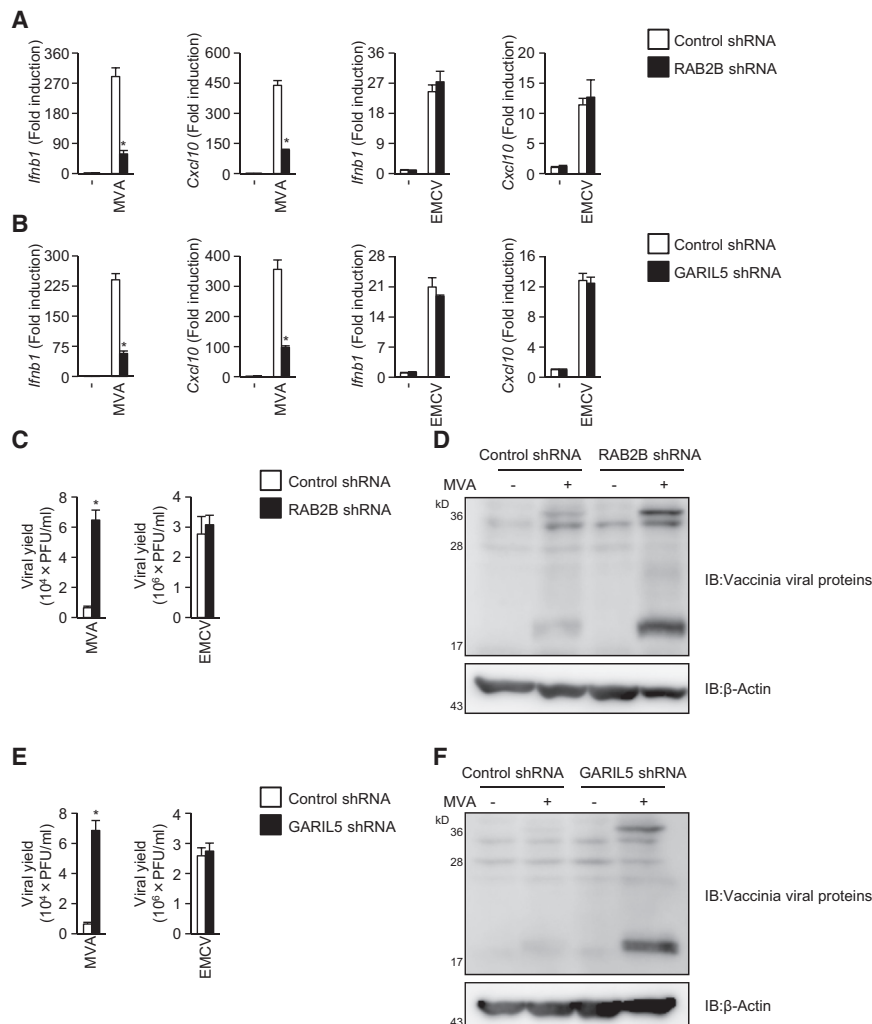 A
Ifnb1 (Fold induction)
360
270
180
90
0
*
-
MVA
Cxcl10 (Fold induction)
600
450
300
150
0
*
-
MVA
Ifnb1 (Fold induction)
36
27
18
9
0
-
EMCV
Cxcl10 (Fold induction)
20
15
10
5
0
-
EMCV
Control shRNA
RAB2B shRNA
B
Ifnb1 (Fold induction)
300
225
150
75
0
*
-
MVA
Cxcl10 (Fold induction)
400
300
200
100
0
*
-
MVA
Ifnb1 (Fold induction)
28
21
14
7
0
-
EMCV
Cxcl10 (Fold induction)
16
12
8
4
0
-
EMCV
Control shRNA
GARIL5 shRNA
C
Viral yield
(10⁴ × PFU/ml)
8
6
4
2
0
*
MVA
Viral yield
(10⁶ × PFU/ml)
4
3
2
1
0
EMCV
Control shRNA
RAB2B shRNA
D
Control shRNA RAB2B shRNA
MVA - + - +
kD
36
28
17
IB:Vaccinia viral proteins
43
IB:β-Actin
E
Viral yield
(10⁴ × PFU/ml)
8
6
4
2
0
*
MVA
Viral yield
(10⁶ × PFU/ml)
4
3
2
1
0
EMCV
Control shRNA
GARIL5 shRNA
F
Control shRNA GARIL5 shRNA
MVA - + - +
kD
36
28
17
IB:Vaccinia viral proteins
43
IB:β-Actin